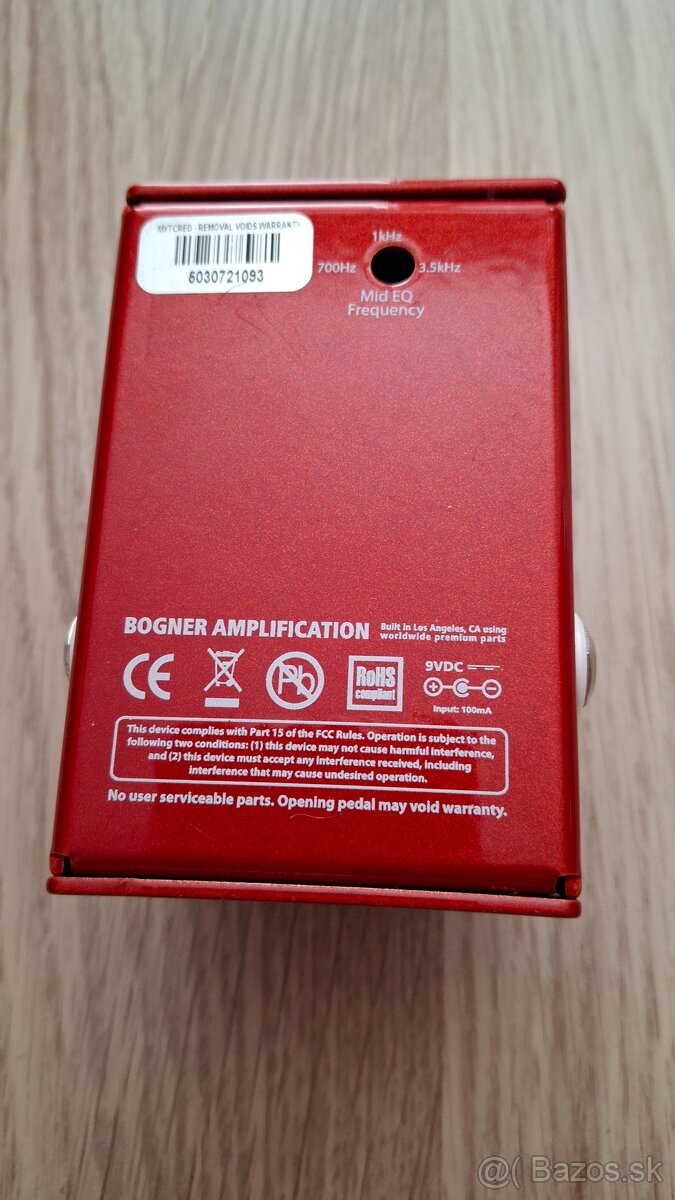 MXTCRED - REMOVAL VOIDS WARRANTY
6030721093
1kHz
700Hz
3.5kHz
Mid EQ
Frequency
BOGNER AMPLIFICATION
Built in Los Angeles, CA using
worldwide premium parts
CE
Pb
RoHS
compliant
9VDC
Input: 100mA
This device complies with Part 15 of the FCC Rules. Operation is subject to the
following two conditions: (1) this device may not cause harmful interference,
and (2) this device must accept any interference received, including
interference that may cause undesired operation.
No user serviceable parts. Opening pedal may void warranty.
@( Bazos.sk